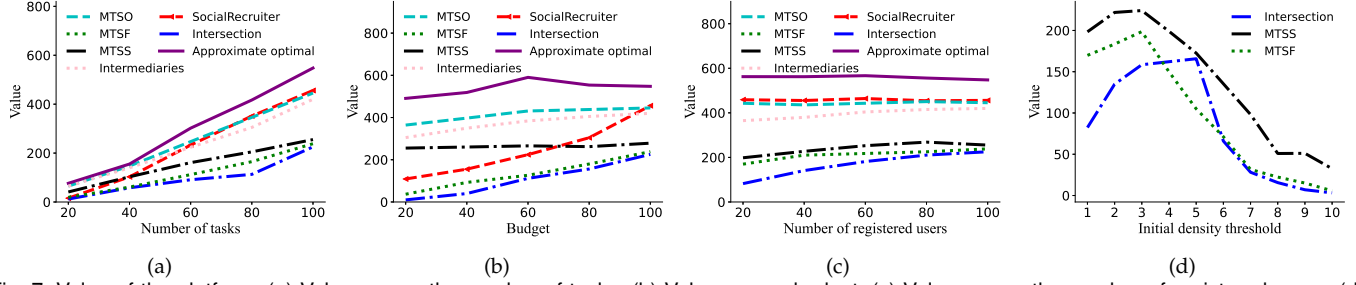 800
600
400
200
0
Value
MTSO
MTSF
MTSS
Intermediaries
SocialRecruiter
Intersection
Approximate optimal
20 40 60 80 100
Number of tasks
(a)
800
600
400
200
0
Value
MTSO
MTSF
MTSS
Intermediaries
SocialRecruiter
Intersection
Approximate optimal
20 40 60 80 100
Budget
(b)
800
600
400
200
0
Value
MTSO
MTSF
MTSS
Intermediaries
SocialRecruiter
Intersection
Approximate optimal
20 40 60 80 100
Number of registered users
(c)
200
150
100
50
0
Value
Intersection
MTSS
MTSF
1 2 3 4 5 6 7 8 9 10
Initial density threshold
(d)